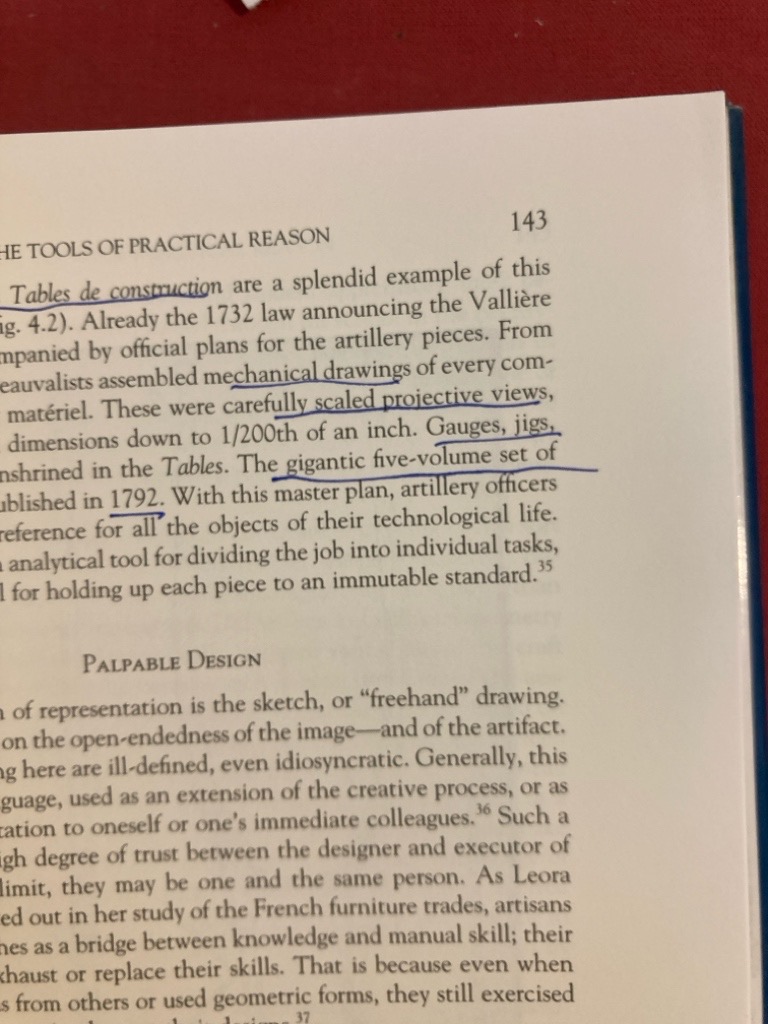 HE TOOLS OF PRACTICAL REASON 143
Tables de construction are a splendid example of this
ig. 4.2). Already the 1732 law announcing the Vallière
mpanied by official plans for the artillery pieces. From
eauvalists assembled mechanical drawings of every com-
matériel. These were carefully scaled projective views,
dimensions down to 1/200th of an inch. Gauges, jigs,
nshrined in the Tables. The gigantic five-volume set of
ublished in 1792. With this master plan, artillery officers
reference for all the objects of their technological life.
analytical tool for dividing the job into individual tasks,
l for holding up each piece to an immutable standard.35
PALPABLE DESIGN
n of representation is the sketch, or “freehand” drawing.
on the open-endedness of the image—and of the artifact.
ng here are ill-defined, even idiosyncratic. Generally, this
nguage, used as an extension of the creative process, or as
tation to oneself or one's immediate colleagues.36 Such a
igh degree of trust between the designer and executor of
limit, they may be one and the same person. As Leora
ed out in her study of the French furniture trades, artisans
hes as a bridge between knowledge and manual skill; their
xhaust or replace their skills. That is because even when
s from others or used geometric forms, they still exercised
37